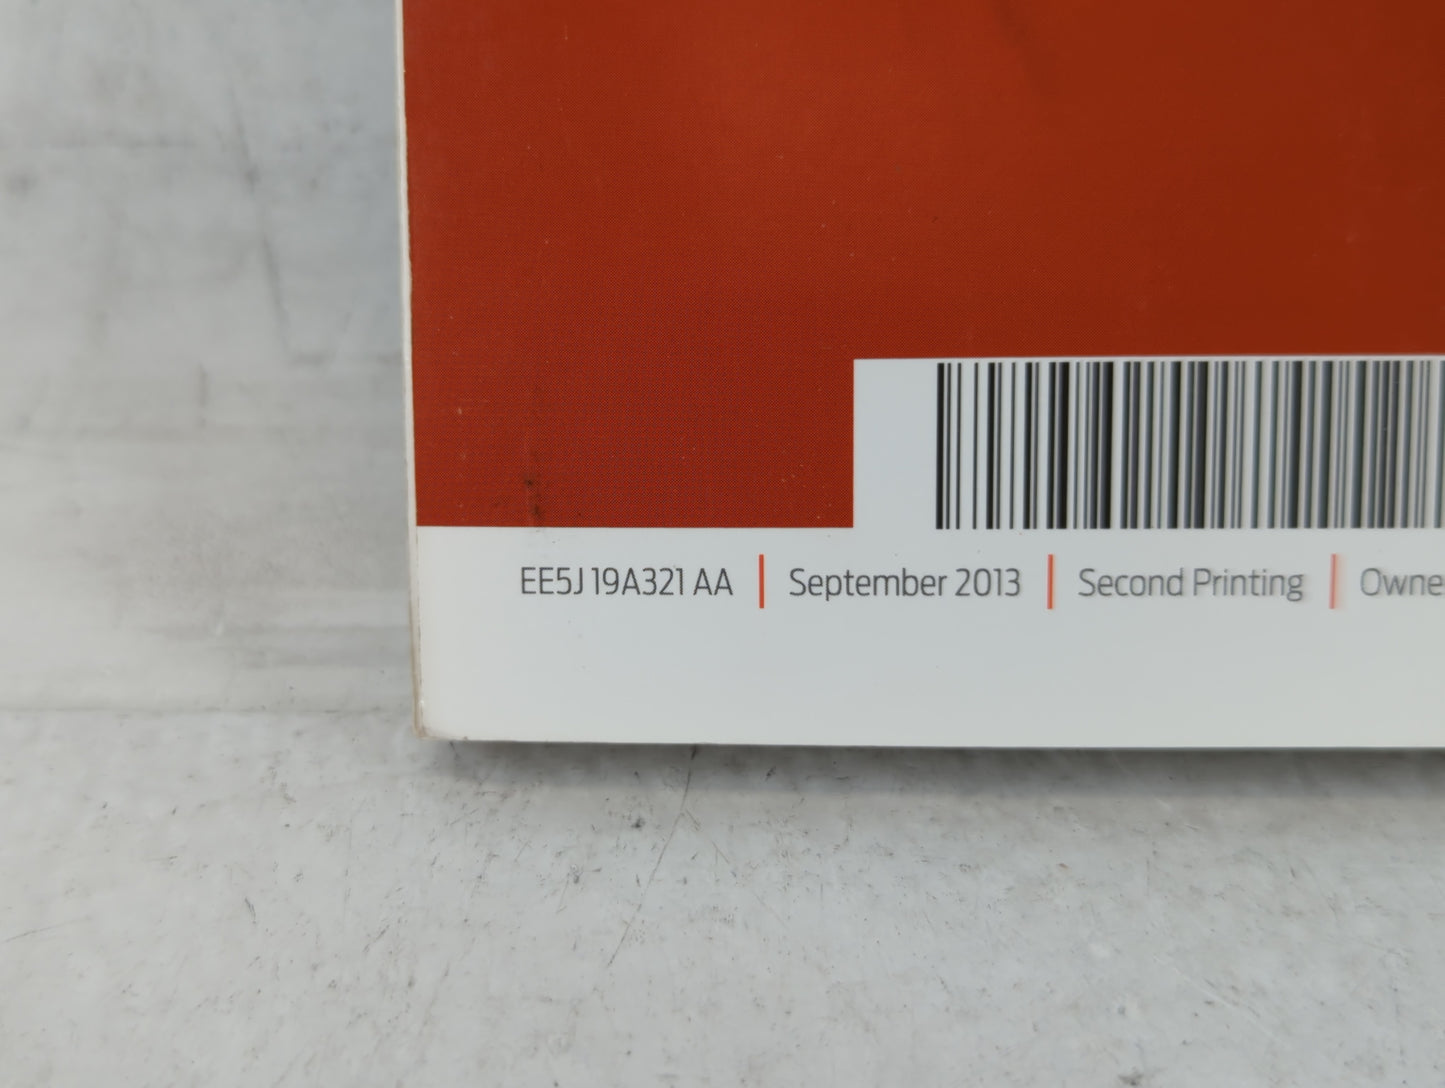 EE5J 19A321 AA | September 2013 | Second Printing | Owne